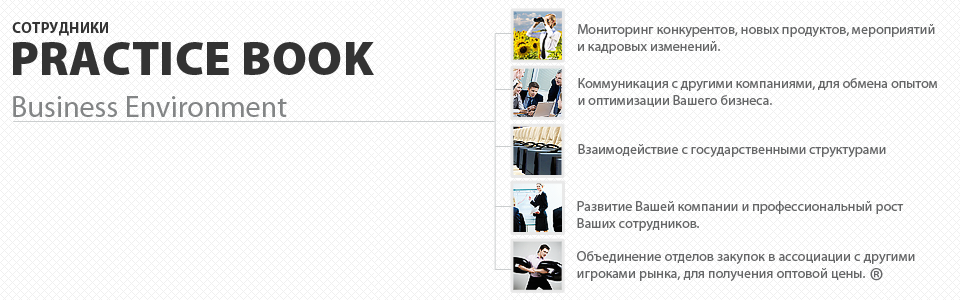 СОТРУДНИКИ
PRACTICE BOOK
Business Environment
Мониторинг конкурентов, новых продуктов, мероприятий
и кадровых изменений.
Коммуникация с другими компаниями, для обмена опытом
и оптимизации Вашего бизнеса.
Взаимодействие с государственными структурами
Развитие Вашей компании и профессиональный рост
Ваших сотрудников.
Объединение отделов закупок в ассоциации с другими
игроками рынка, для получения оптовой цены. ®